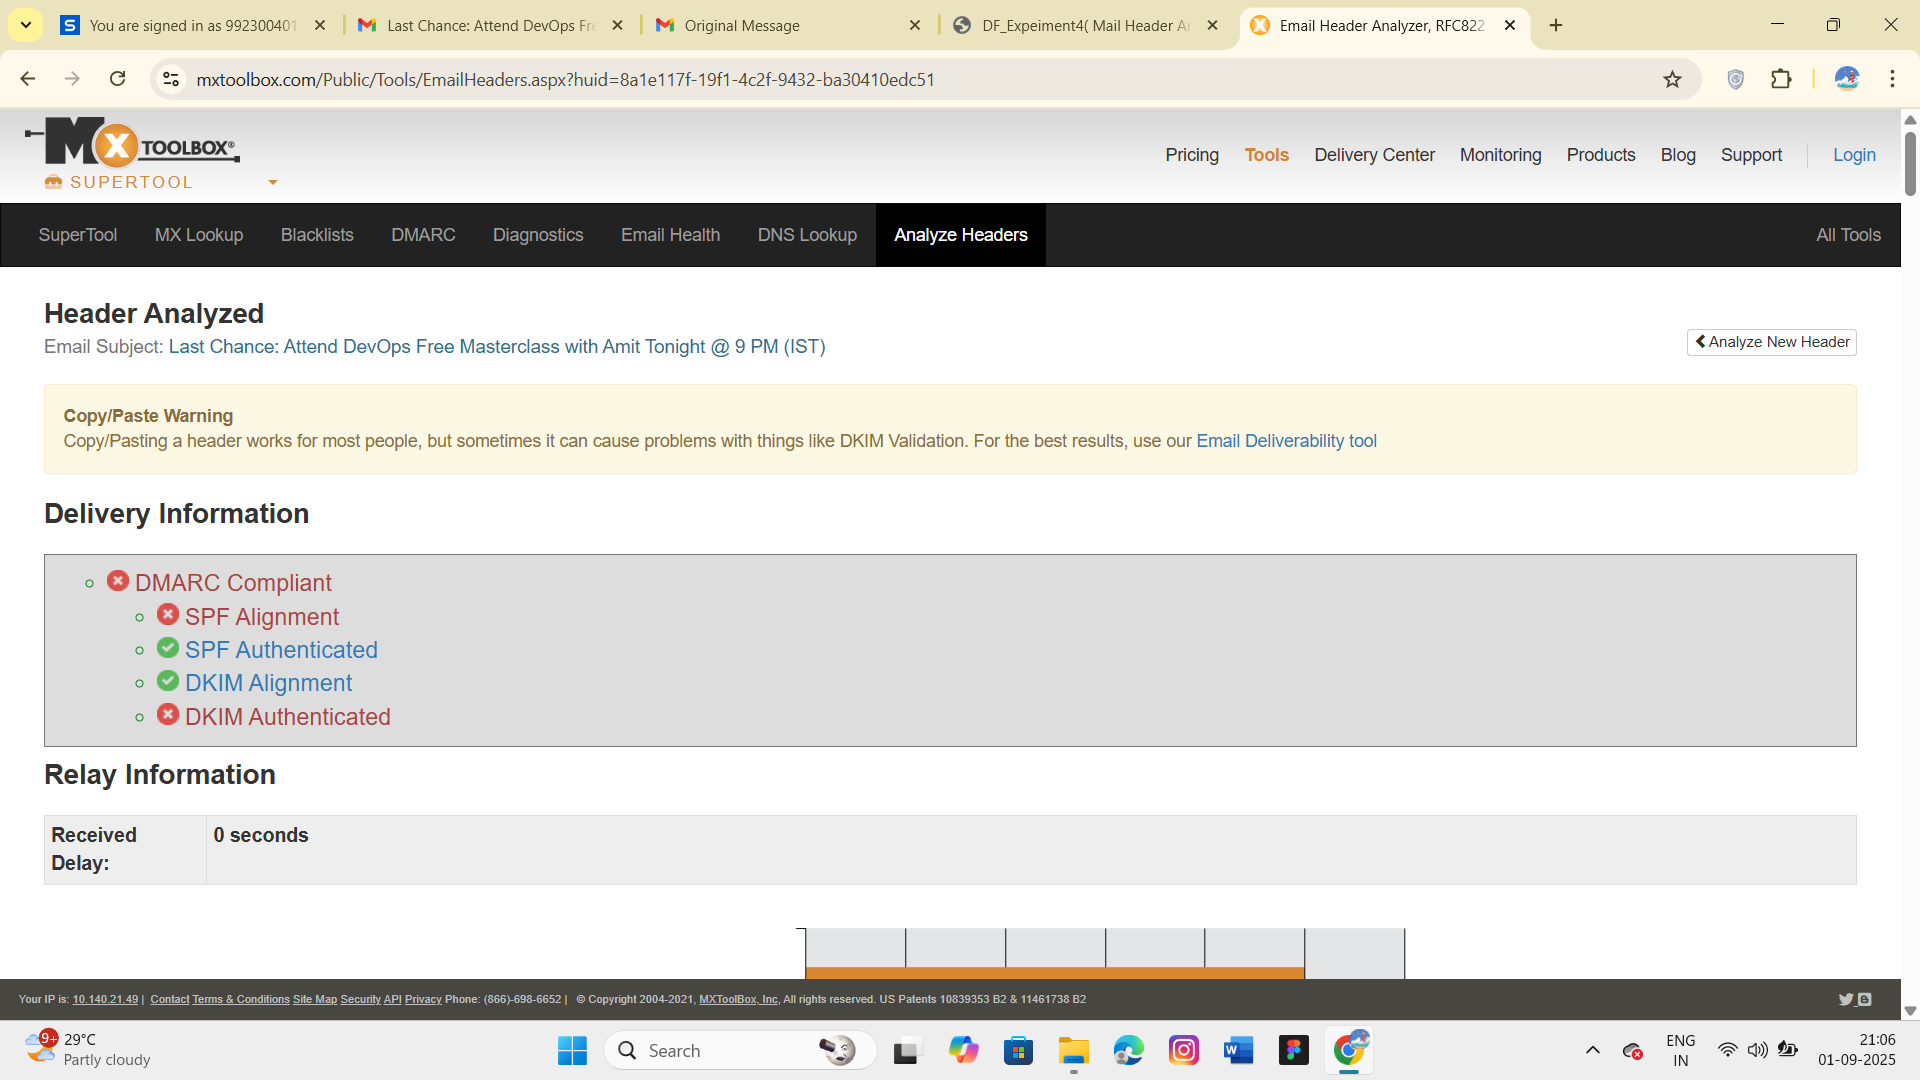 You are signed in as 992300401
Last Chance: Attend DevOps Fre
Original Message
DF_Expeiment4( Mail Header A
Email Header Analyzer, RFC822
mxtoolbox.com/Public/Tools/EmailHeaders.aspx?huid=8a1e117f-19f1-4c2f-9432-ba30410edc51
MX TOOLBOX®
SUPERTOOL
Pricing Tools Delivery Center Monitoring Products Blog Support Login
SuperTool MX Lookup Blacklists DMARC Diagnostics Email Health DNS Lookup Analyze Headers All Tools
Header Analyzed
Email Subject: Last Chance: Attend DevOps Free Masterclass with Amit Tonight @ 9 PM (IST)
Analyze New Header
Copy/Paste Warning
Copy/Pasting a header works for most people, but sometimes it can cause problems with things like DKIM Validation. For the best results, use our Email Deliverability tool
Delivery Information
DMARC Compliant
SPF Alignment
SPF Authenticated
DKIM Alignment
DKIM Authenticated
Relay Information
Received
Delay:
0 seconds
Your IP is: 10.140.21.49 | Contact Terms & Conditions Site Map Security API Privacy Phone: (866)-698-6652 | © Copyright 2004-2021, MXToolBox, Inc, All rights reserved. US Patents 10839353 B2 & 11461738 B2
9+
29°C
Partly cloudy
Search
ENG
IN
21:06
01-09-2025